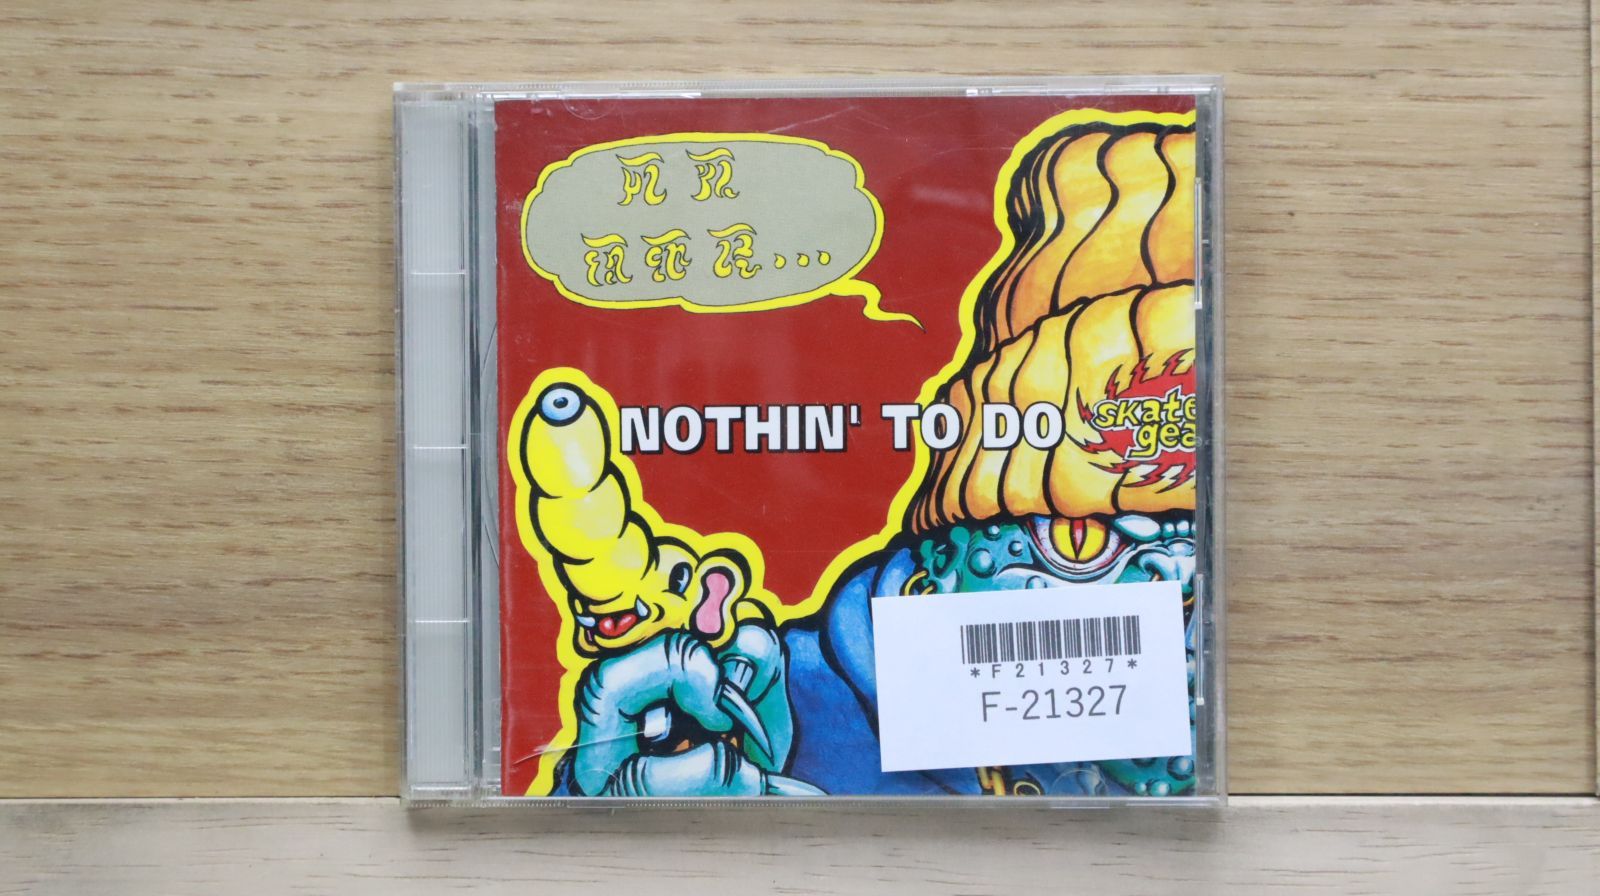 NOTHIN' TO DO
skate
gea
*F21327*
F-21327